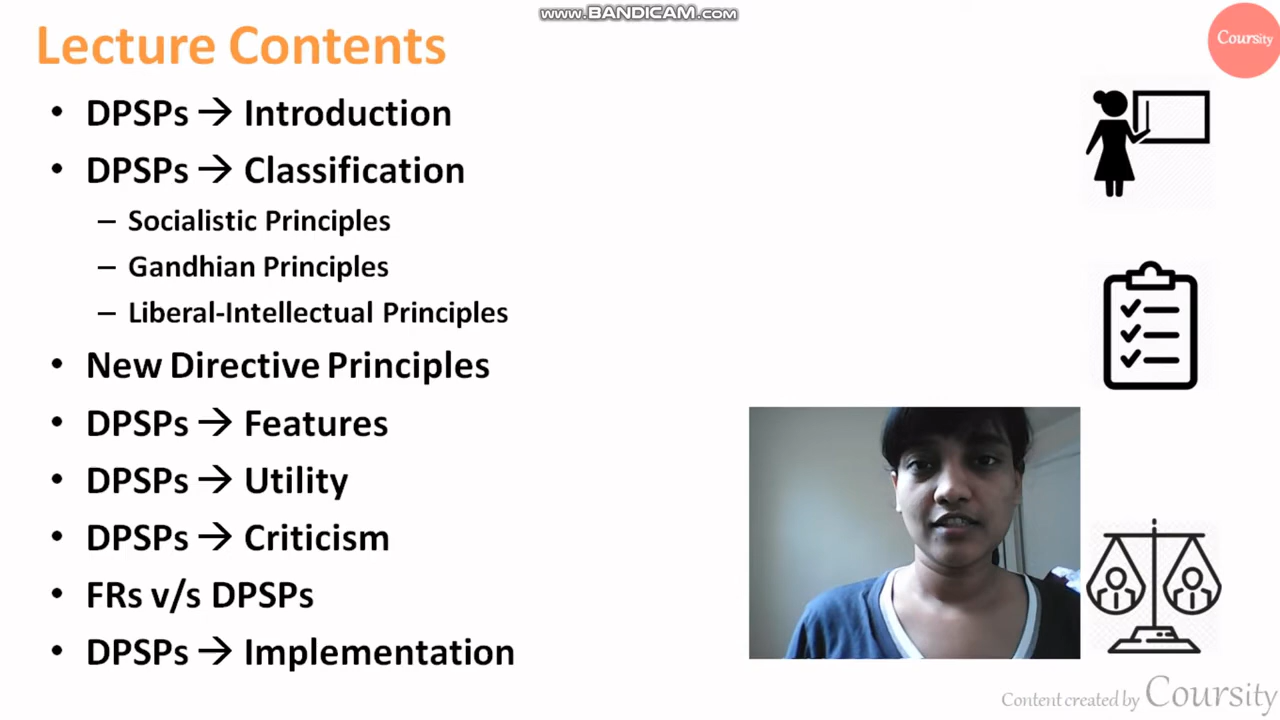 www.BANDICAM.com
Lecture Contents
Coursity
• DPSPs → Introduction
• DPSPs → Classification
– Socialistic Principles
– Gandhian Principles
– Liberal-Intellectual Principles
• New Directive Principles
• DPSPs → Features
• DPSPs → Utility
• DPSPs → Criticism
• FRs v/s DPSPs
• DPSPs → Implementation
Content created by Coursity